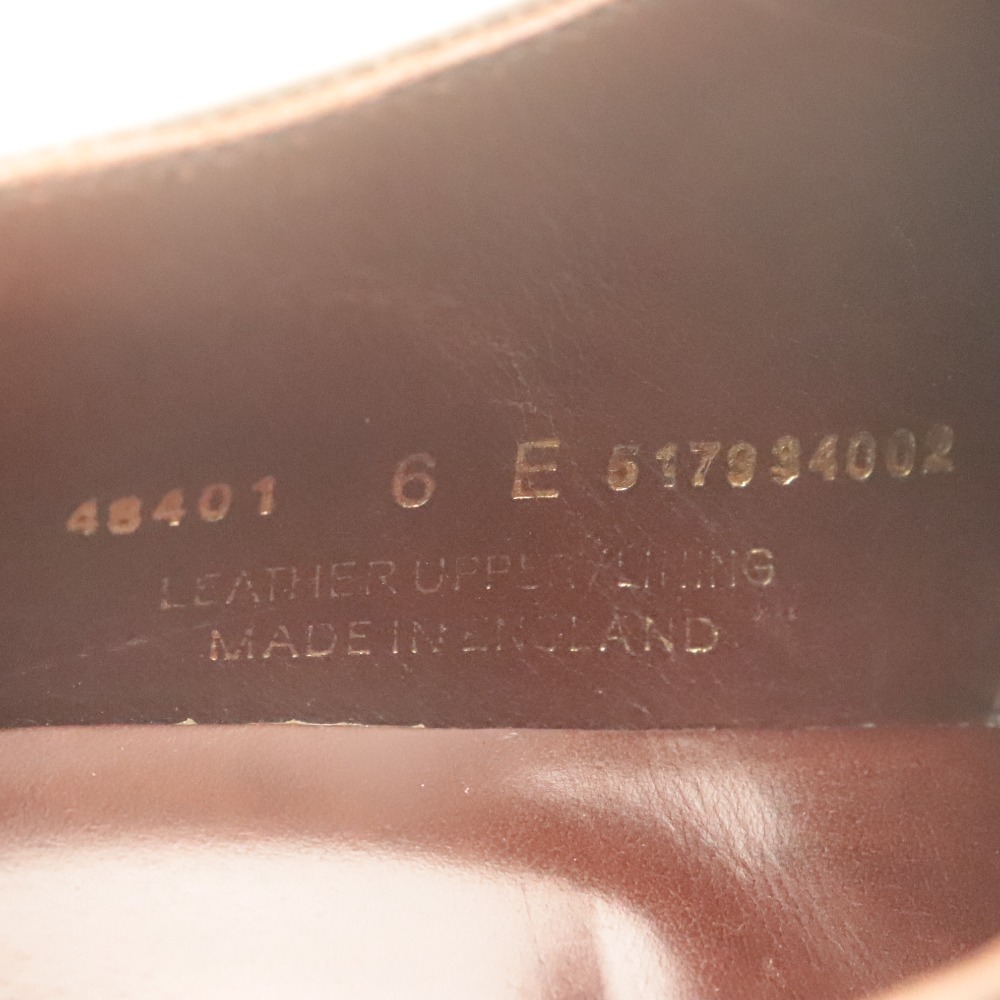 48401 6 E 517934002
LEATHER UPPER/LINING
MADE IN ENGLAND